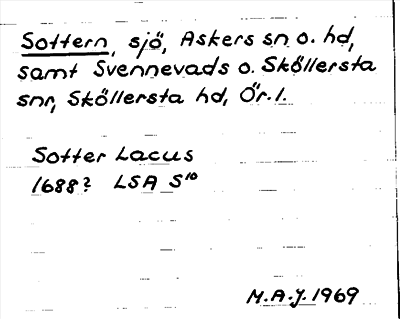 Sottern, sjö, Askers sn o. hd,
samt Svennevads o. Sköllersta
snr, Sköllersta hd, Ör. l.
Sotter Lacus
1688? LSA S10
M.A.J. 1969